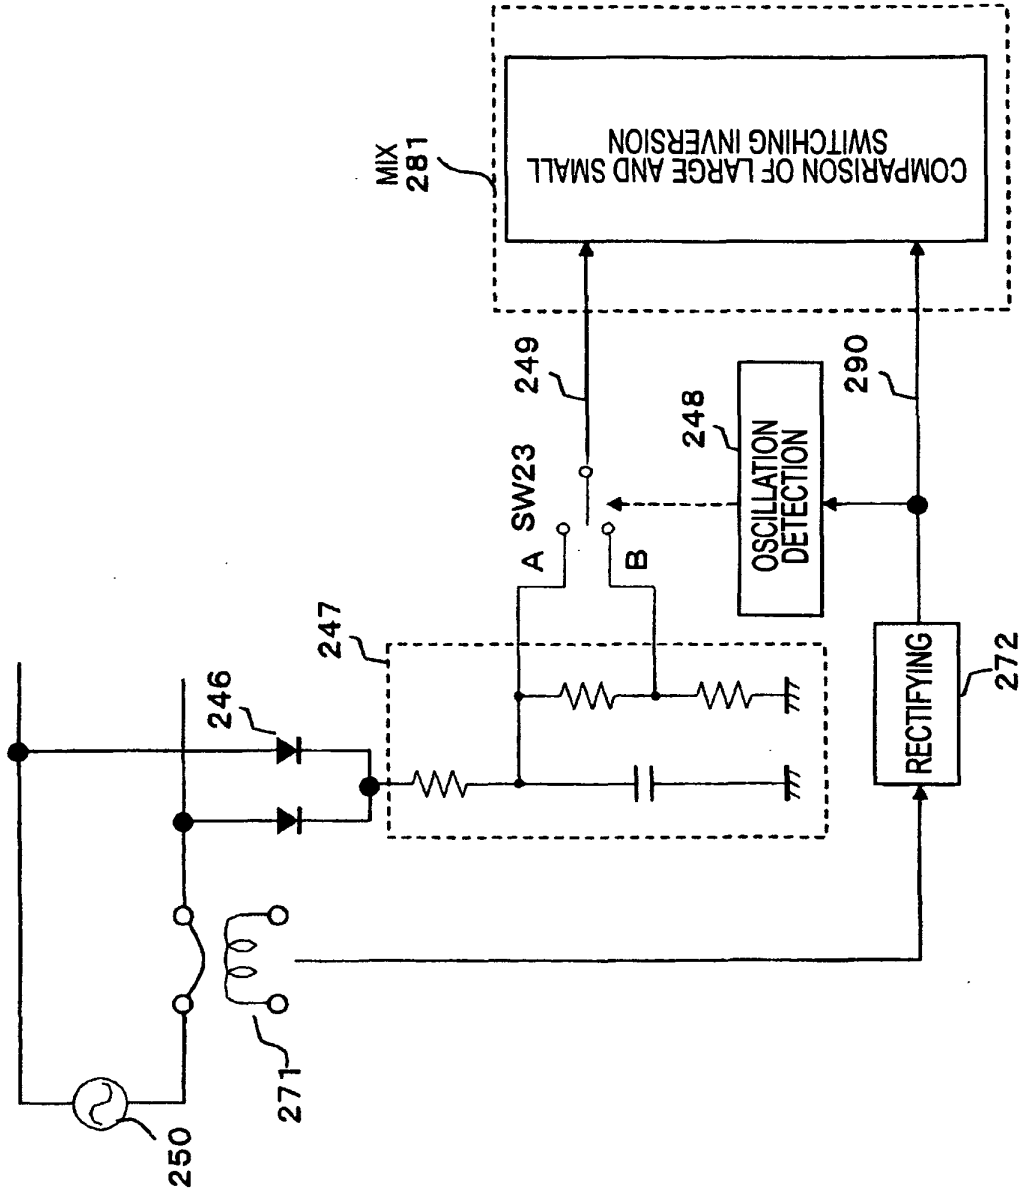 250
271
246
247
A
B
SW23
249
OSCILLATION
DETECTION
248
RECTIFYING
272
290
MIX
281
COMPARISON OF LARGE AND SMALL
SWITCHING INVERSION